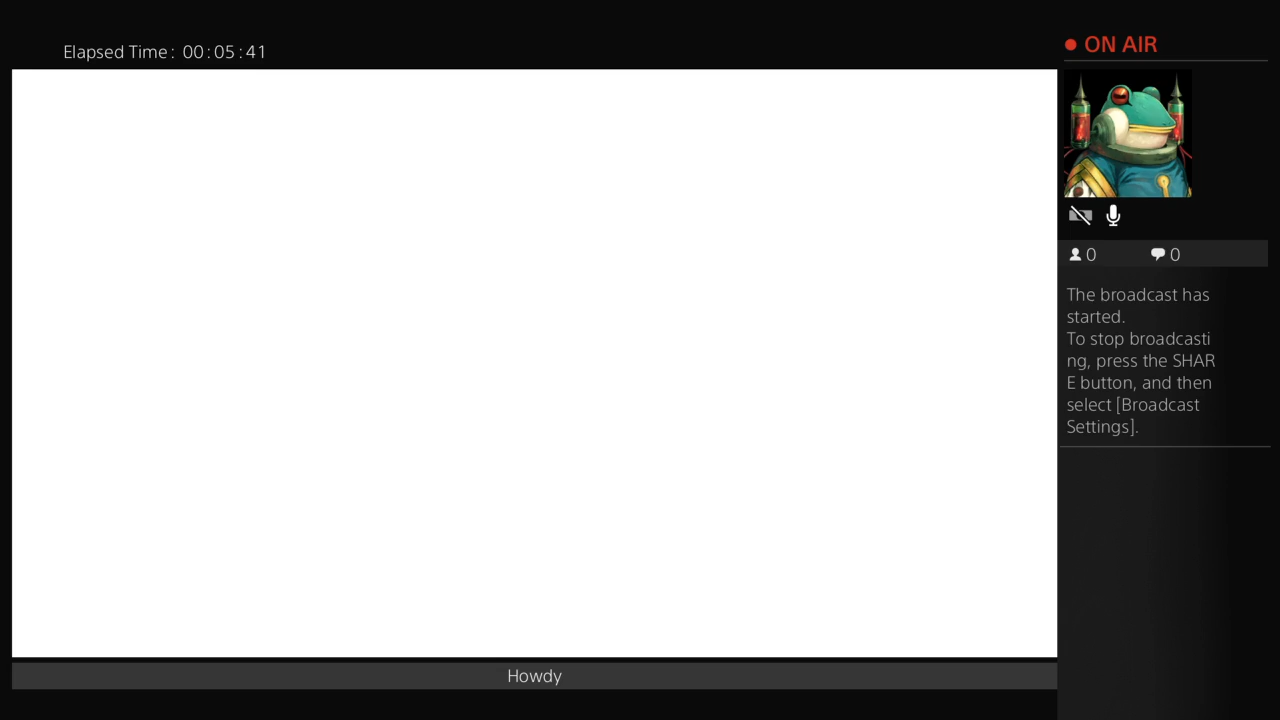 Elapsed Time: 00:05:41
ON AIR
0 0
The broadcast has
started.
To stop broadcasti
ng, press the SHAR
E button, and then
select [Broadcast
Settings].
Howdy